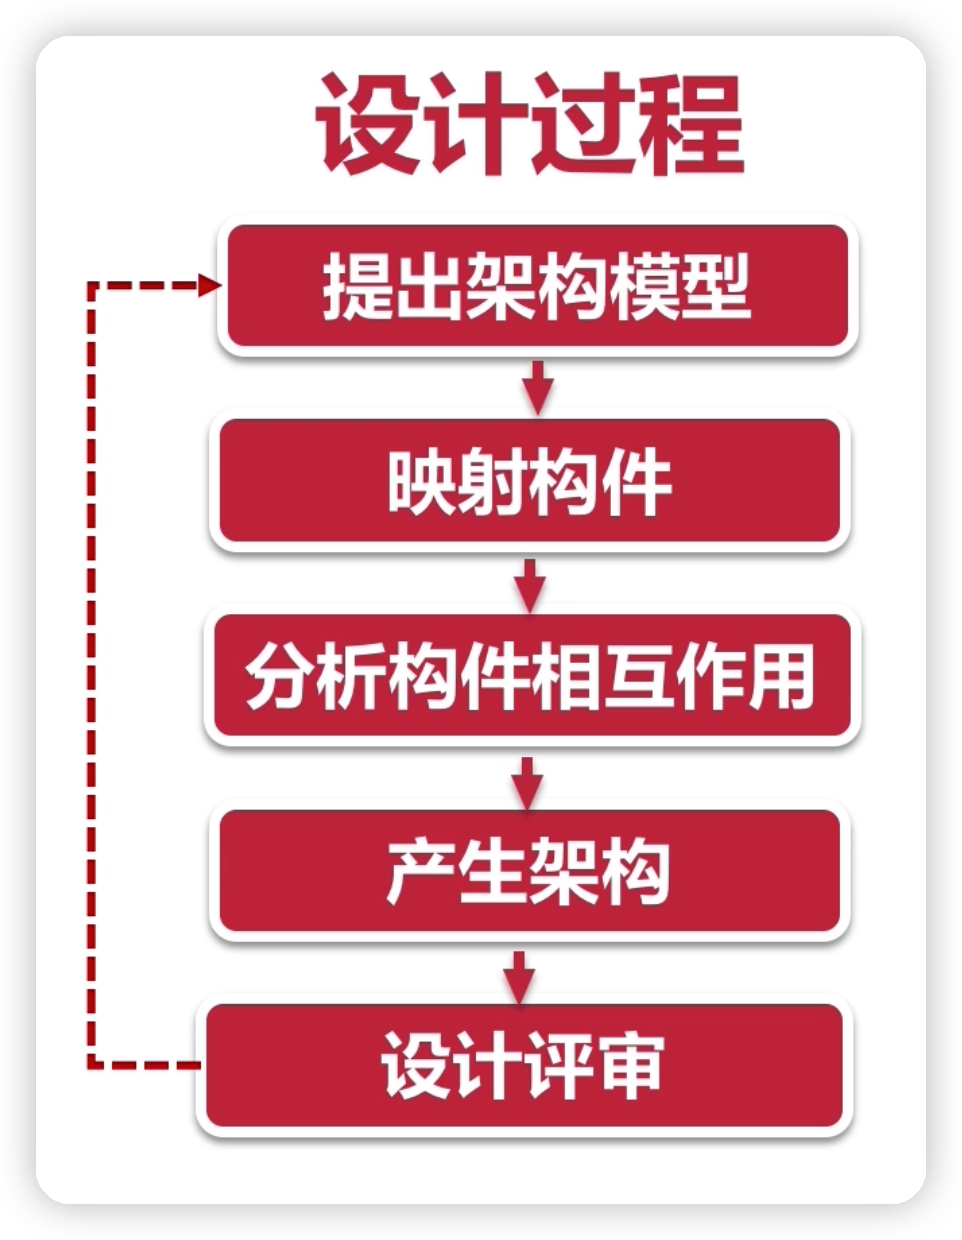 设计过程
提出架构模型
映射构件
分析构件相互作用
产生架构
设计评审